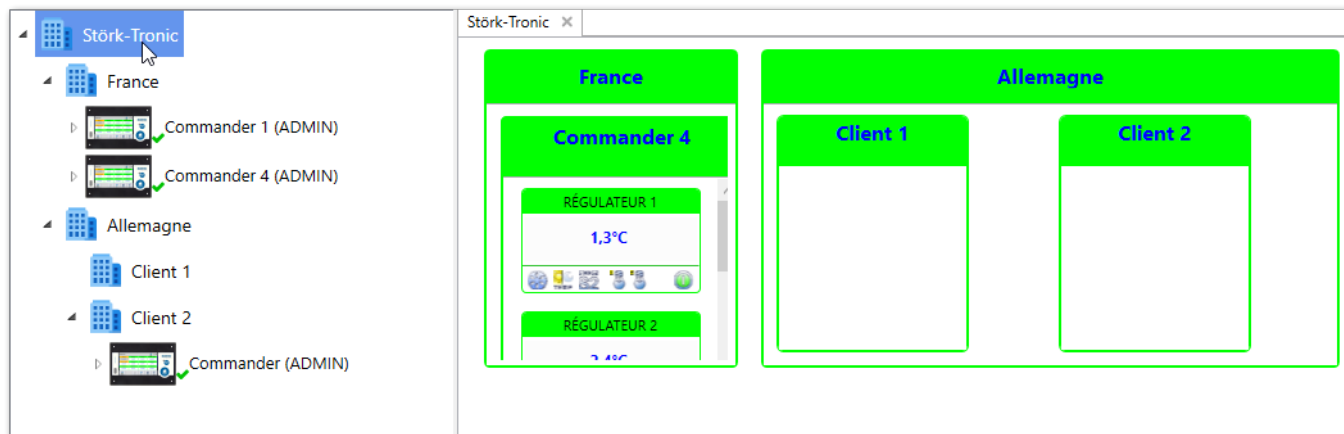 Störk-Tronic
France
Commander 1 (ADMIN)
Commander 4 (ADMIN)
Allemagne
Client 1
Client 2
Commander (ADMIN)
Störk-Tronic
France
Commander 4
RÉGULATEUR 1
1,3°C
RÉGULATEUR 2
Allemagne
Client 1
Client 2